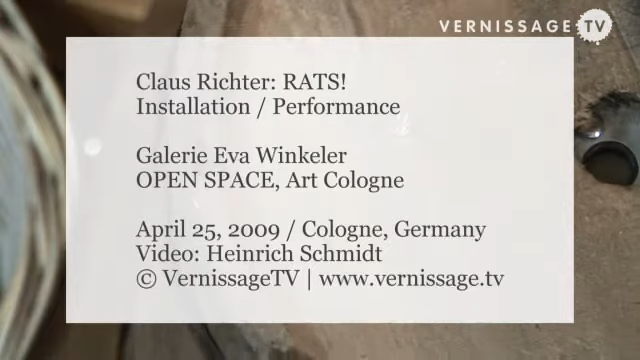 VERNISSAGE TV
Claus Richter: RATS!
Installation / Performance
Galerie Eva Winkeler
OPEN SPACE, Art Cologne
April 25, 2009 / Cologne, Germany
Video: Heinrich Schmidt
© VernissageTV | www.vernissage.tv